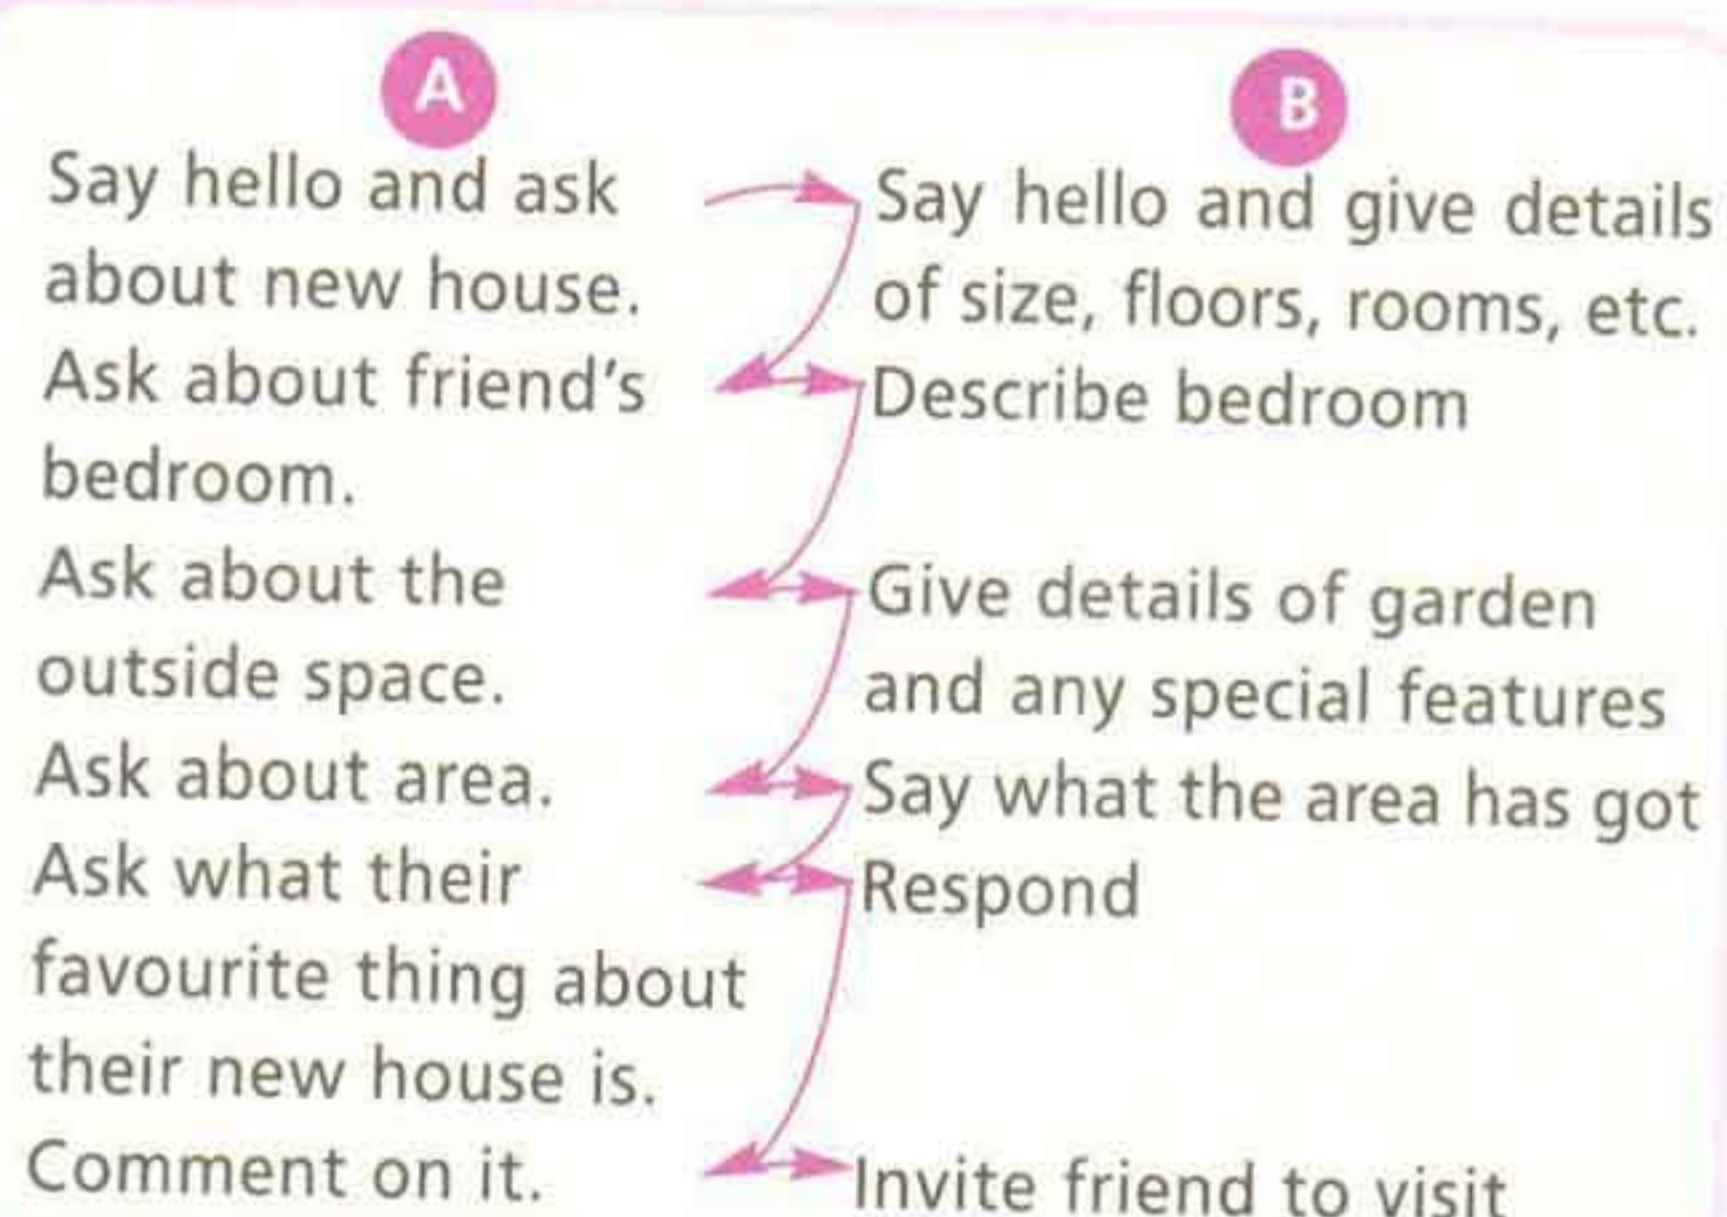 A
Say hello and ask
about new house.
Ask about friend's
bedroom.
Ask about the
outside space.
Ask about area.
Ask what their
favourite thing about
their new house is.
Comment on it.
B
Say hello and give details
of size, floors, rooms, etc.
Describe bedroom
Give details of garden
and any special features
Say what the area has got
Respond
Invite friend to visit